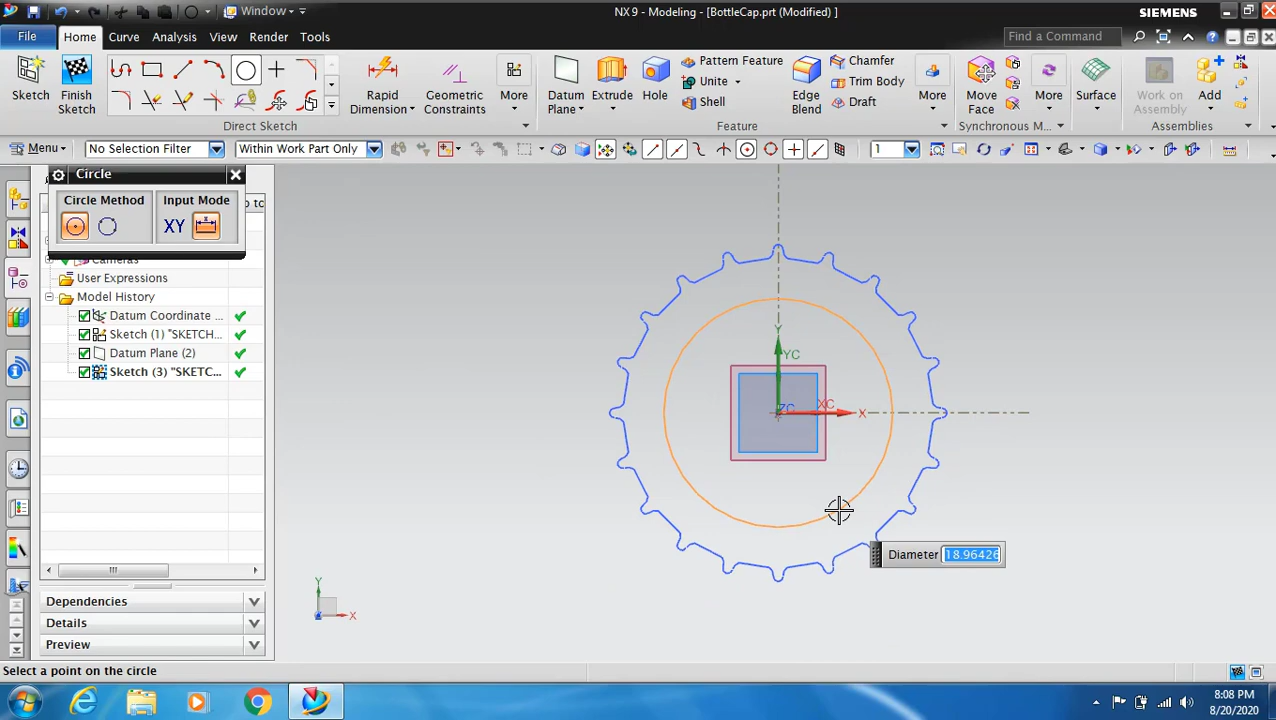 NX 9 - Modeling - [BottleCap.prt (Modified) ]
SIEMENS
Window
File
Home
Curve
Analysis
View
Render
Tools
Find a Command
Sketch
Finish Sketch
Direct Sketch
Rapid Dimension
Geometric Constraints
More
Datum Plane
Extrude
Hole
Pattern Feature
Unite
Shell
Edge Blend
Chamfer
Trim Body
Draft
More
Feature
Move Face
More
Synchronous M...
Surface
Work on Assembly
Add
Assemblies
Menu
No Selection Filter
Within Work Part Only
1
Circle
p to
Circle Method
Input Mode
XY
Cameras
User Expressions
Model History
Datum Coordinate ...
Sketch (1) "SKETCH...
Datum Plane (2)
Sketch (3) "SKETC...
Dependencies
Details
Preview
Y
YC
ZC
XC
X
Diameter 18.96426
Y
X
Select a point on the circle
8:08 PM
8/20/2020